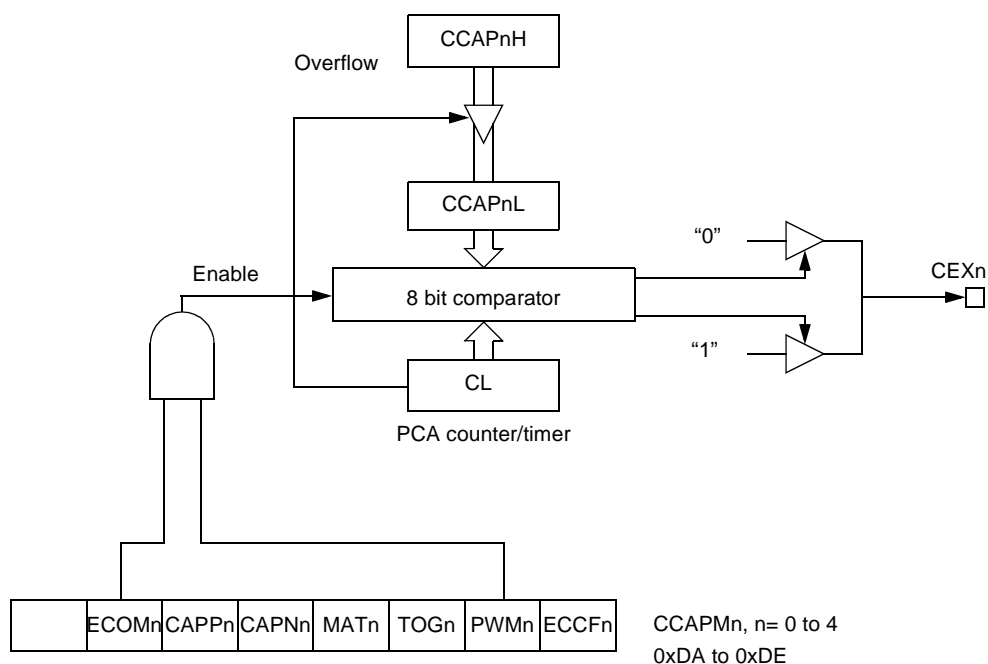 CCAPnH
Overflow
CCAPnL
“0”
Enable
CEXn
8 bit comparator
“1”
CL
PCA counter/timer
ECOMn CAPPn CAPNn MATn TOGn PWMn ECCFn
CCAPMn, n= 0 to 4
0xDA to 0xDE